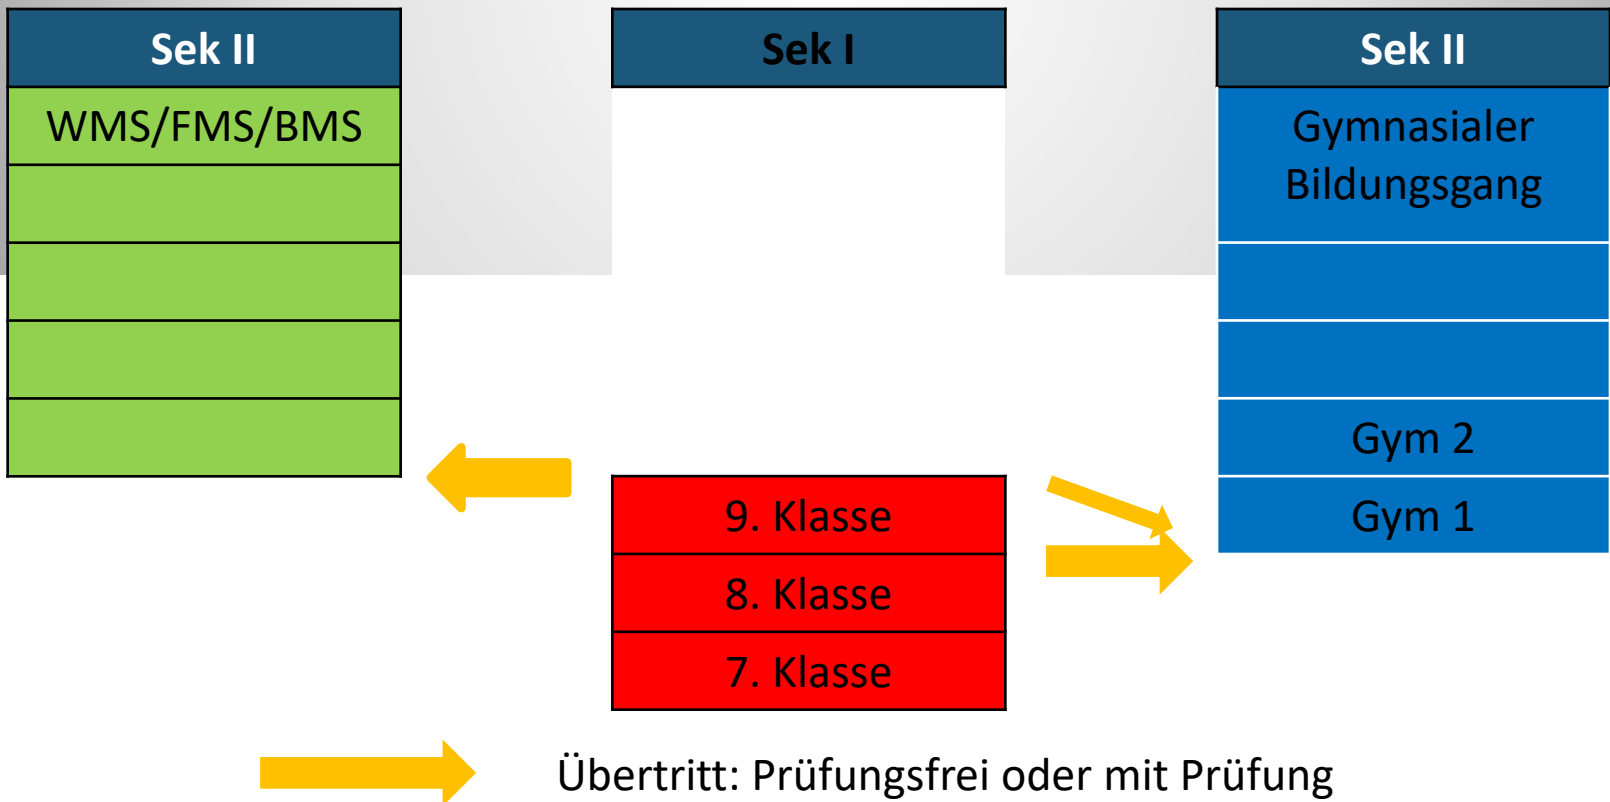 Sek II
Sek I
Sek II
WMS/FMS/BMS
Gymnasialer
Bildungsgang
Gym 2
9. Klasse
Gym 1
8. Klasse
7. Klasse
Übertritt: Prüfungsfrei oder mit Prüfung